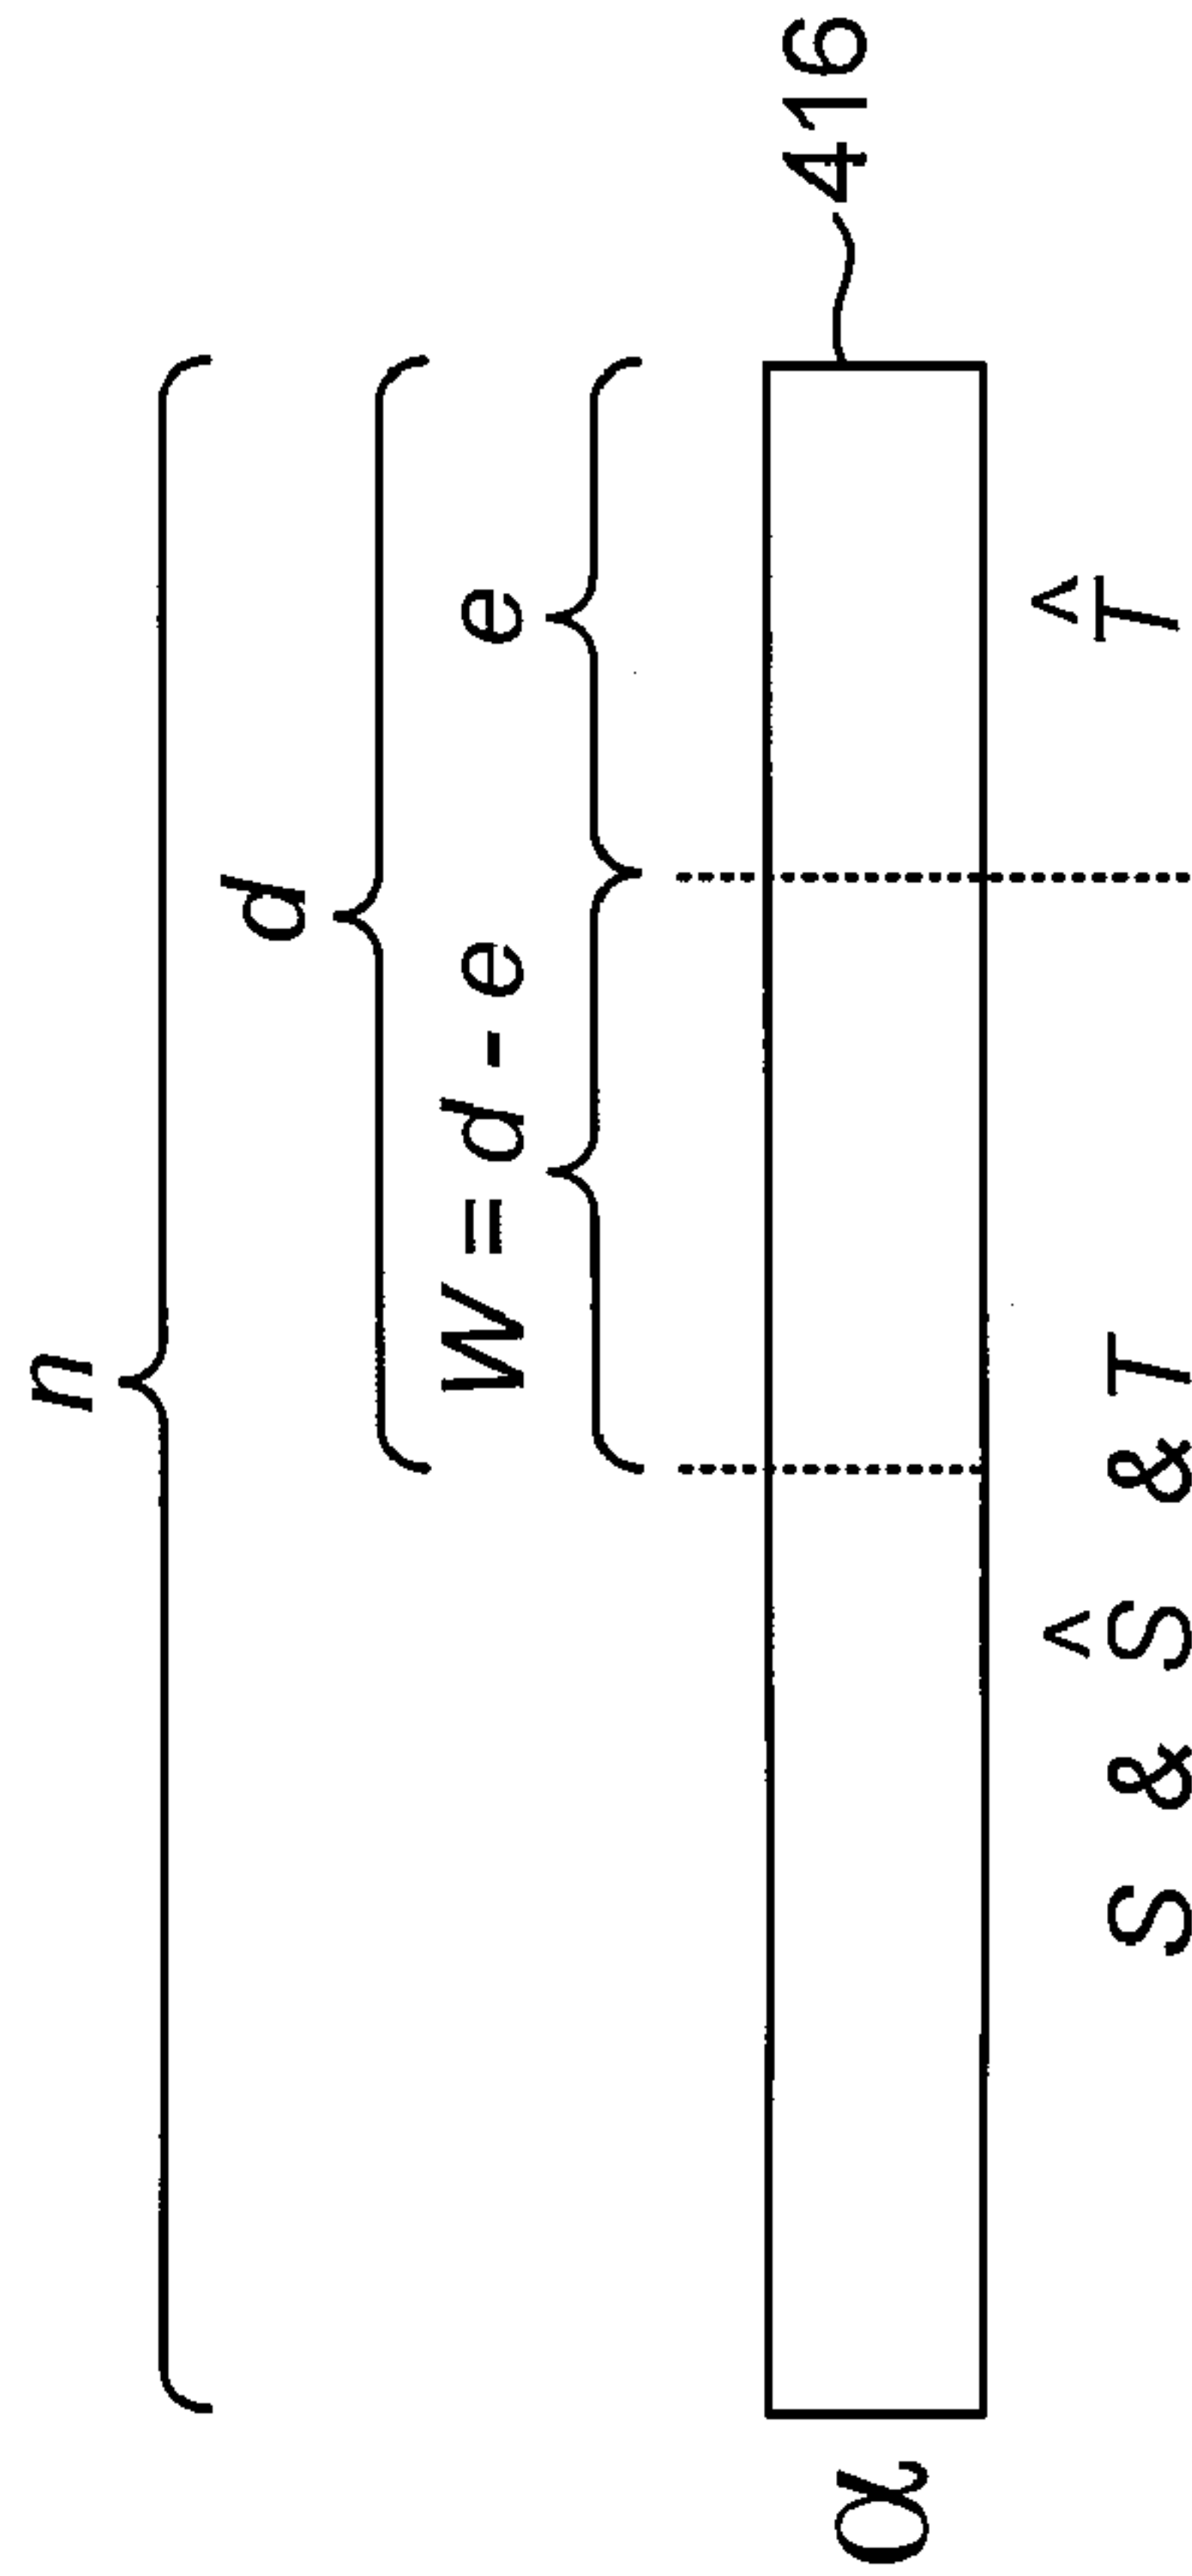 n
d
W = d - e
e
α
416
S & Ŝ & T
T̂